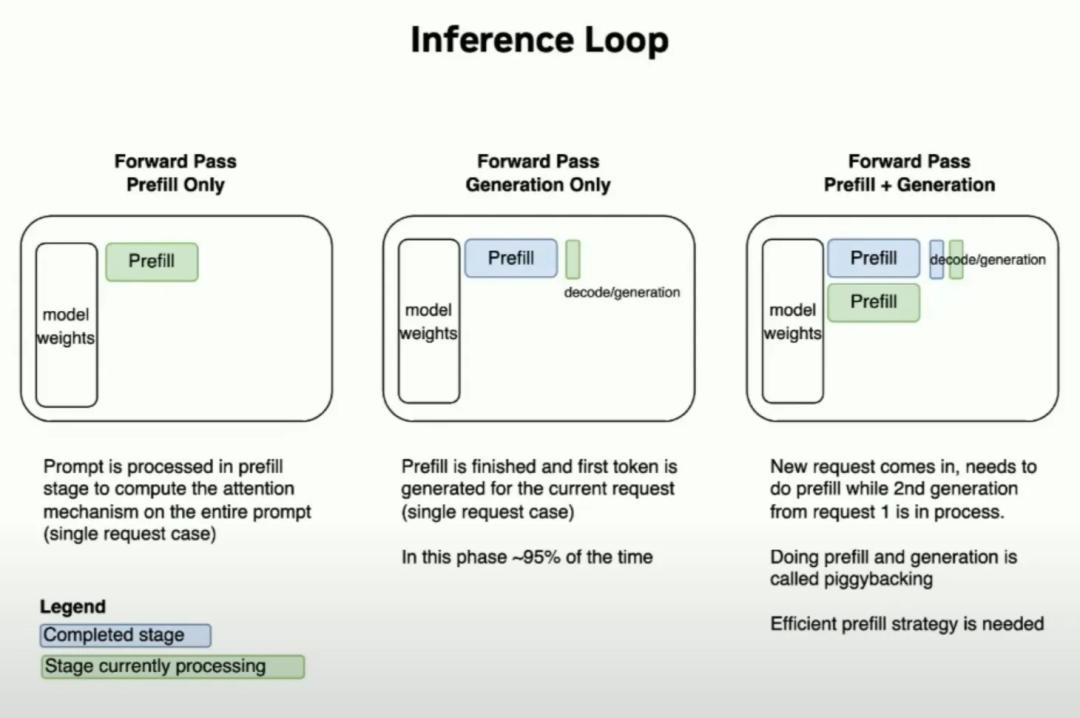 Inference Loop
Forward Pass
Prefill Only
Prefill
model
weights
Prompt is processed in prefill
stage to compute the attention
mechanism on the entire prompt
(single request case)
Forward Pass
Generation Only
Prefill
model
weights
decode/generation
Prefill is finished and first token is
generated for the current request
(single request case)
In this phase ~95% of the time
Forward Pass
Prefill + Generation
Prefill
decode/generation
Prefill
model
weights
New request comes in, needs to
do prefill while 2nd generation
from request 1 is in process.
Doing prefill and generation is
called piggybacking
Efficient prefill strategy is needed
Legend
Completed stage
Stage currently processing